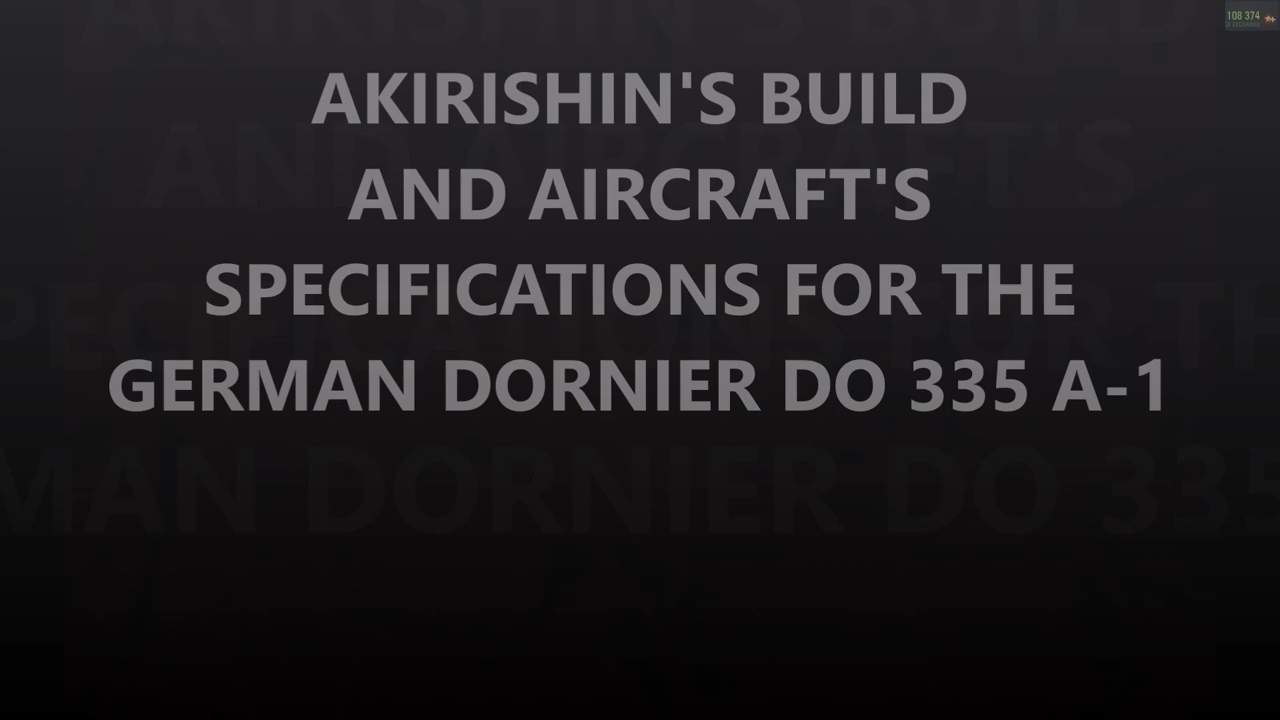 108 374
AKIRISHIN'S BUILD
AND AIRCRAFT'S
SPECIFICATIONS FOR THE
GERMAN DORNIER DO 335 A-1